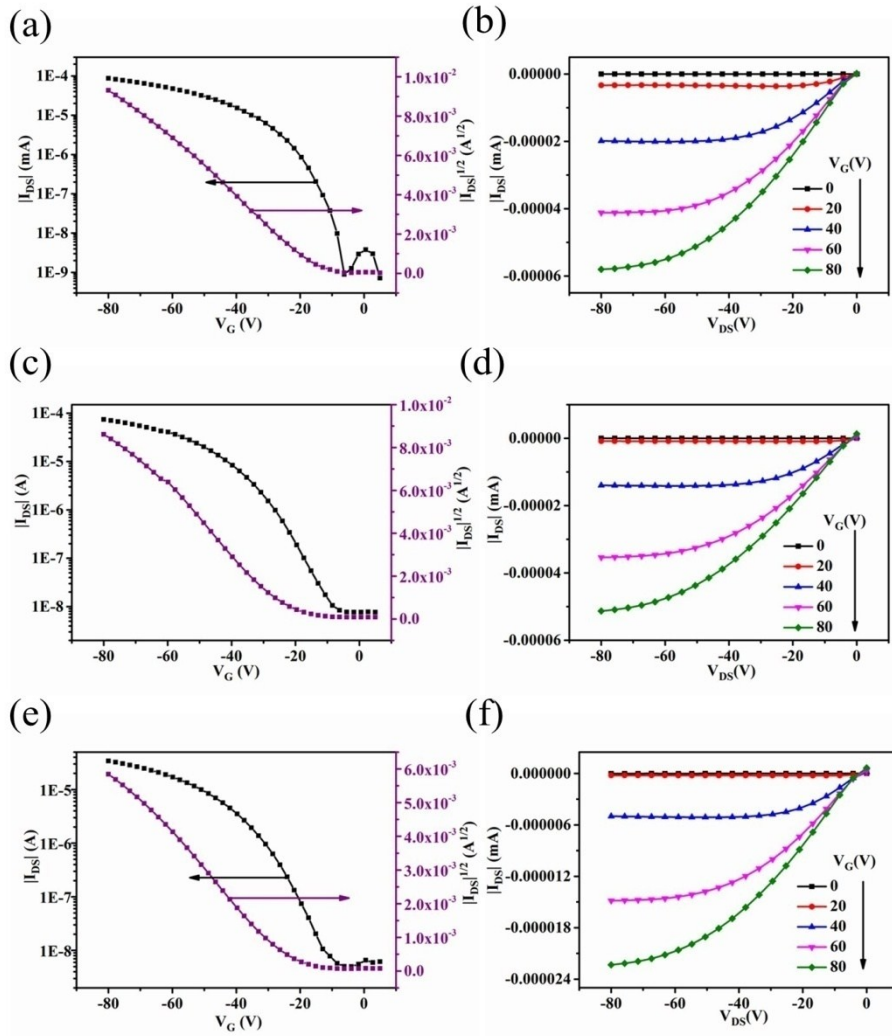 (a)
|I_DS| (mA)
1E-4
1E-5
1E-6
1E-7
1E-8
1E-9
-80
-60
-40
-20
0
V_G (V)
1.0x10^-2
8.0x10^-3
6.0x10^-3
4.0x10^-3
2.0x10^-3
0.0
|I_DS|^1/2 (A^1/2)
(b)
|I_DS| (mA)
0.00000
-0.00002
-0.00004
-0.00006
-80
-60
-40
-20
0
V_DS(V)
V_G(V)
0
20
40
60
80
(c)
|I_DS| (A)
1E-4
1E-5
1E-6
1E-7
1E-8
-80
-60
-40
-20
0
V_G (V)
1.0x10^-2
8.0x10^-3
6.0x10^-3
4.0x10^-3
2.0x10^-3
0.0
|I_DS|^1/2 (A^1/2)
(d)
|I_DS| (mA)
0.00000
-0.00002
-0.00004
-0.00006
-80
-60
-40
-20
0
V_DS(V)
V_G(V)
0
20
40
60
80
(e)
|I_DS| (A)
1E-5
1E-6
1E-7
1E-8
-80
-60
-40
-20
0
V_G (V)
6.0x10^-3
5.0x10^-3
4.0x10^-3
3.0x10^-3
2.0x10^-3
1.0x10^-3
0.0
|I_DS|^1/2 (A^1/2)
(f)
|I_DS| (mA)
0.000000
-0.000006
-0.000012
-0.000018
-0.000024
-80
-60
-40
-20
0
V_DS(V)
V_G(V)
0
20
40
60
80